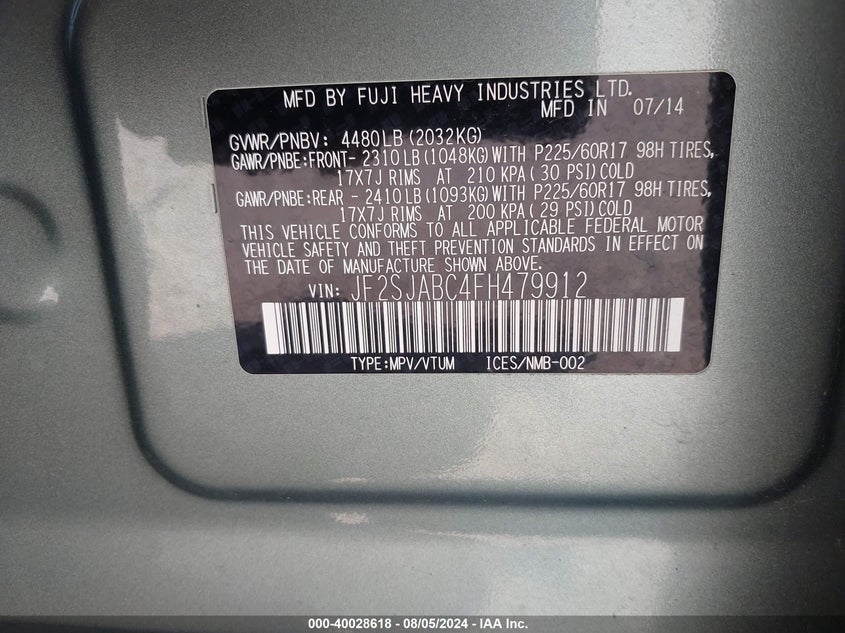 MFD BY FUJI HEAVY INDUSTRIES LTD.
MFD IN 07/14
GVWR/PNBV: 4480LB(2032KG)
GAWR/PNBE:FRONT- 2310LB(1048KG)WITH P225/60R17 98H TIRES,
17X7J RIMS AT 210 KPA( 30 PSI)COLD
GAWR/PNBE:REAR - 2410LB(1093KG)WITH P225/60R17 98H TIRES,
17X7J RIMS AT 200 KPA( 29 PSI)COLD
THIS VEHICLE CONFORMS TO ALL APPLICABLE FEDERAL MOTOR
VEHICLE SAFETY AND THEFT PREVENTION STANDARDS IN EFFECT ON
THE DATE OF MANUFACTURE SHOWN ABOVE.
VIN: JF2SJABC4FH479912
TYPE:MPV/VTUM ICES/NMB-002
000-40028618 - 08/05/2024 - IAA Inc.